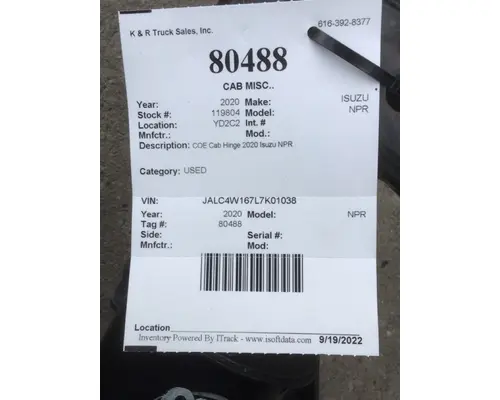 K & R Truck Sales, Inc. 616-392-8377
80488
CAB MISC..
Year: 2020 Make: ISUZU
Stock #: 119804 Model: NPR
Location: YD2C2 Int. #
Mnfctr.: Mod.:
Description: COE Cab Hinge 2020 Isuzu NPR
Category: USED
VIN: JALC4W167L7K01038
Year: 2020 Model: NPR
Tag #: 80488
Side: Serial #:
Mnfctr.: Mod:
Location
Inventory Powered By ITrack - www.isoftdata.com 9/19/2022